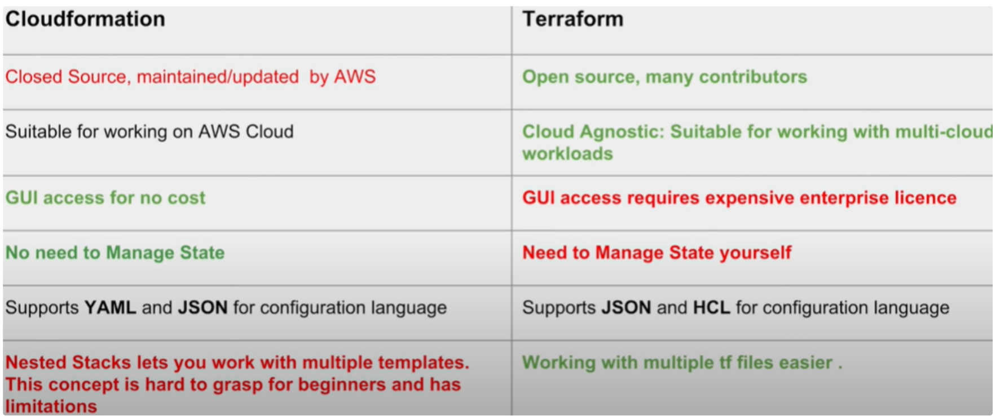 Cloudformation
Terraform
Closed Source, maintained/updated  by AWS
Open source, many contributors
Suitable for working on AWS Cloud
Cloud Agnostic: Suitable for working with multi-cloud
workloads
GUI access for no cost
GUI access requires expensive enterprise licence
No need to Manage State
Need to Manage State yourself
Supports YAML and JSON for configuration language
Supports JSON and HCL for configuration language
Nested Stacks lets you work with multiple templates.
This concept is hard to grasp for beginners and has
limitations
Working with multiple tf files easier .